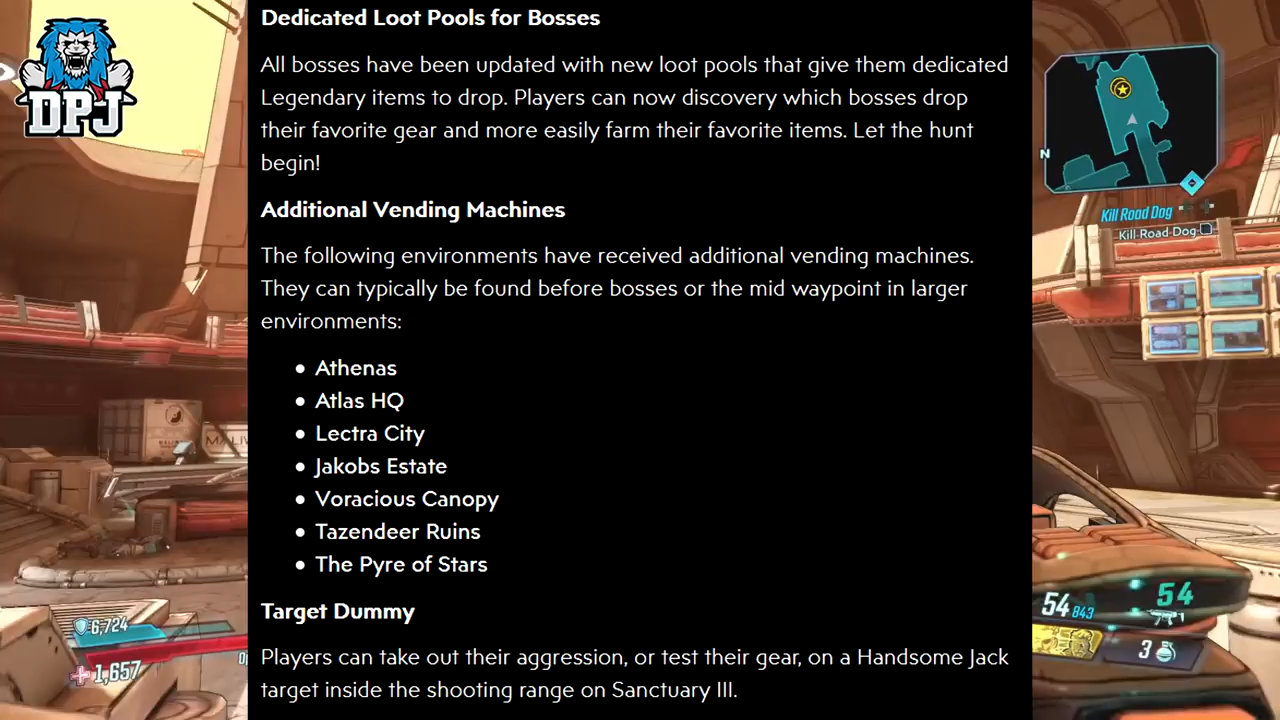 DPJ
Dedicated Loot Pools for Bosses
All bosses have been updated with new loot pools that give them dedicated
Legendary items to drop. Players can now discovery which bosses drop
their favorite gear and more easily farm their favorite items. Let the hunt
begin!
Additional Vending Machines
The following environments have received additional vending machines.
They can typically be found before bosses or the mid waypoint in larger
environments:
• Athenas
• Atlas HQ
• Lectra City
• Jakobs Estate
• Voracious Canopy
• Tazendeer Ruins
• The Pyre of Stars
Target Dummy
Players can take out their aggression, or test their gear, on a Handsome Jack
target inside the shooting range on Sanctuary III.
N
Kill Road Dog
Kill Road Dog
6,724
1,657
54 843
54
3